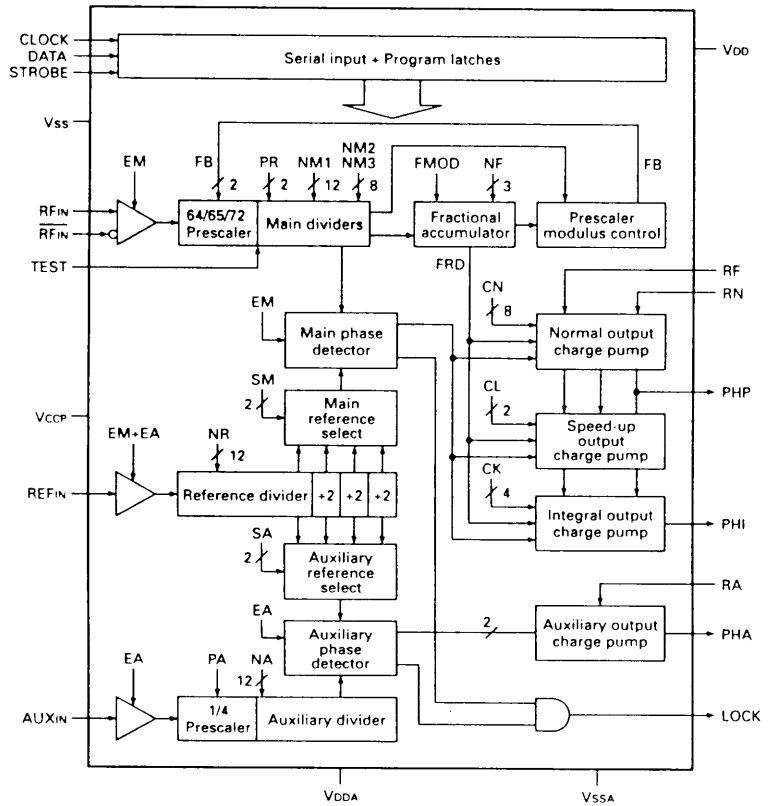 CLOCK
DATA
STROBE
Serial input + Program latches
VDD
VSS
EM
FB
2
PR
2
NM1
12
NM2
NM3
8
FMOD
NF
3
FB
RFIN
RFIN
64/65/72
Prescaler
Main dividers
Fractional
accumulator
Prescaler
modulus control
TEST
FRD
RF
RN
EM
CN
8
Main phase
detector
Normal output
charge pump
SM
2
Main
reference
select
CL
2
PHP
Speed-up
output
charge pump
VCCP
EM+EA
NR
12
REFIN
Reference divider
÷2
÷2
÷2
CK
4
Integral output
charge pump
PHI
SA
2
Auxiliary
reference
select
RA
EA
Auxiliary
phase
detector
2
Auxiliary output
charge pump
PHA
EA
PA
NA
12
AUXIN
1/4
Prescaler
Auxiliary divider
LOCK
VDDA
VSSA